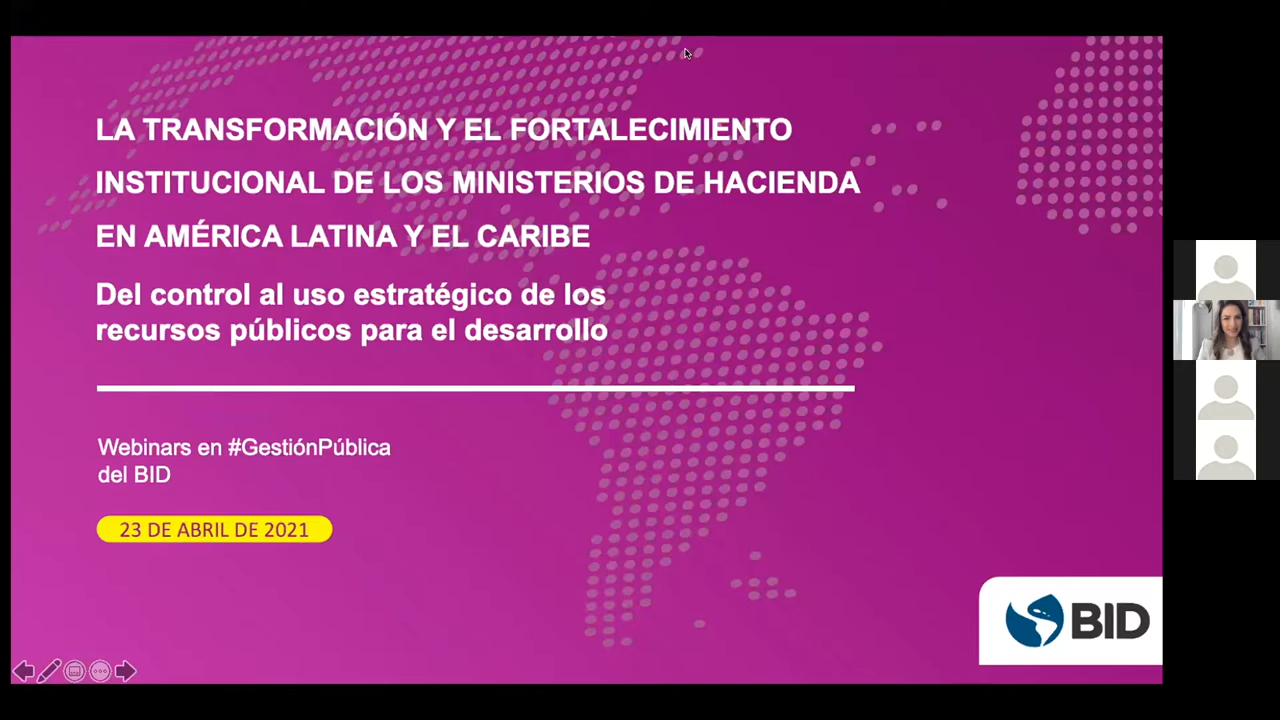 LA TRANSFORMACIÓN Y EL FORTALECIMIENTO
INSTITUCIONAL DE LOS MINISTERIOS DE HACIENDA
EN AMÉRICA LATINA Y EL CARIBE
Del control al uso estratégico de los
recursos públicos para el desarrollo
Webinars en #GestiónPública
del BID
23 DE ABRIL DE 2021
BID